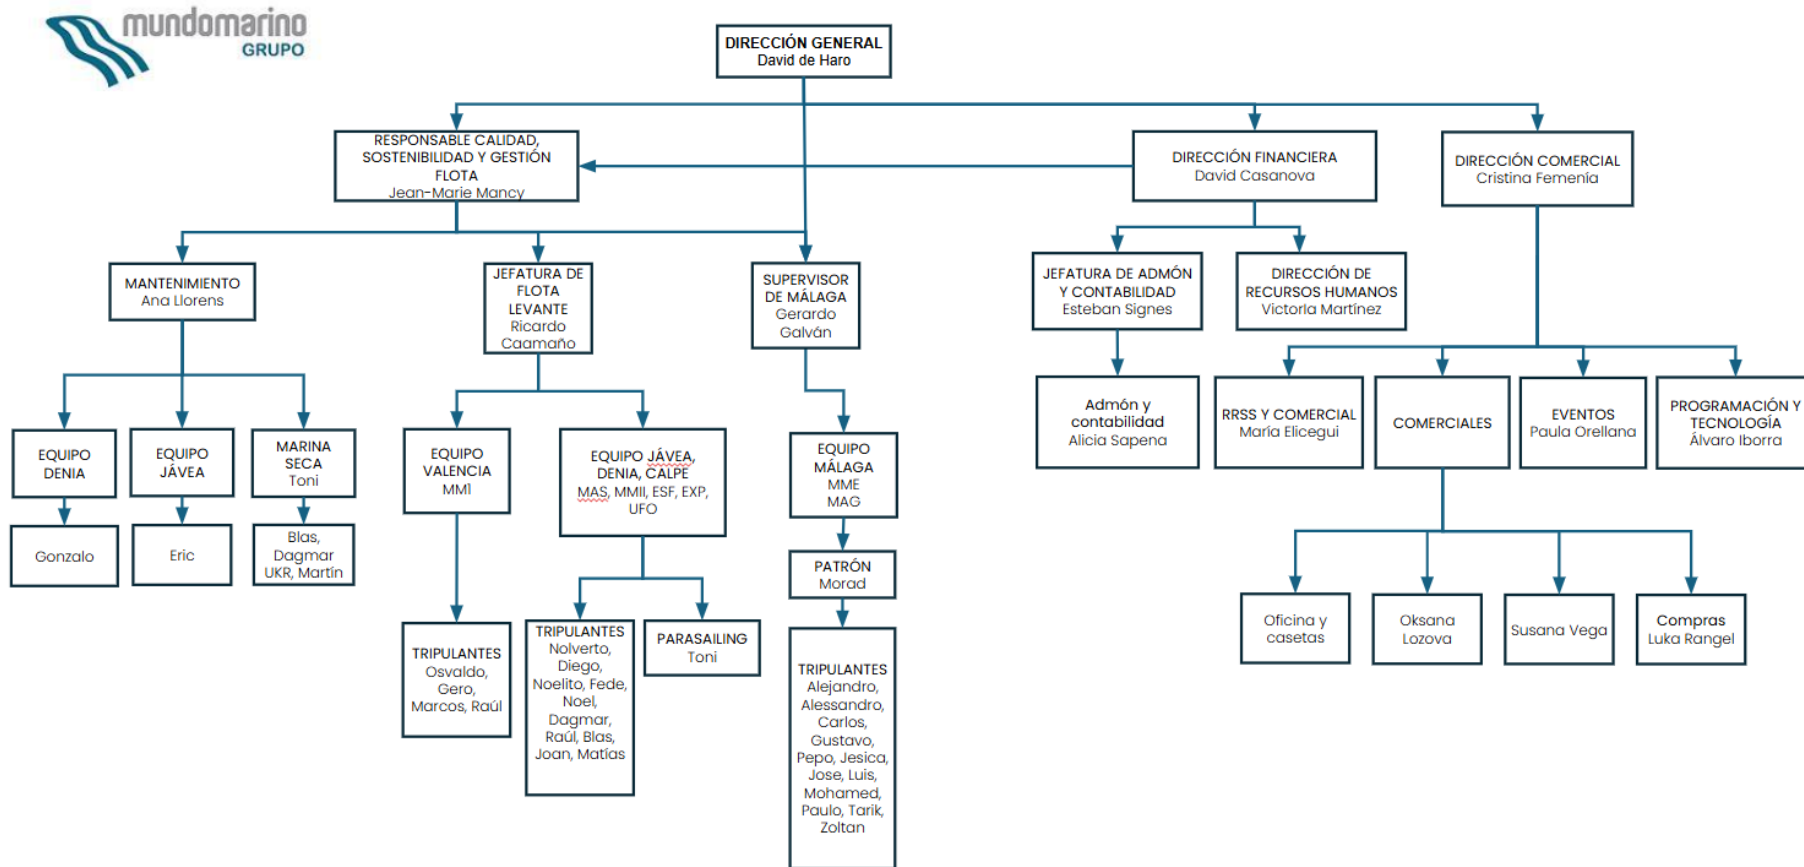 mundomarino
GRUPO
DIRECCIÓN GENERAL
David de Haro
RESPONSABLE CALIDAD,
SOSTENIBILIDAD Y GESTIÓN
FLOTA
Jean-Marie Mancy
DIRECCIÓN FINANCIERA
David Casanova
DIRECCIÓN COMERCIAL
Cristina Femenía
MANTENIMIENTO
Ana Llorens
JEFATURA DE
FLOTA
LEVANTE
Ricardo
Caamaño
SUPERVISOR
DE MÁLAGA
Gerardo
Galván
JEFATURA DE ADMÓN
Y CONTABILIDAD
Esteban Signes
DIRECCIÓN DE
RECURSOS HUMANOS
Victoria Martínez
Admón y
contabilidad
Alicia Sapena
RRSS Y COMERCIAL
María Elicegui
COMERCIALES
EVENTOS
Paula Orellana
PROGRAMACIÓN Y
TECNOLOGÍA
Álvaro Iborra
EQUIPO
DENIA
EQUIPO
JÁVEA
MARINA
SECA
Toni
EQUIPO
VALENCIA
MM1
EQUIPO JÁVEA,
DENIA, CALPE
MAS, MMII, ESF, EXP,
UFO
EQUIPO
MÁLAGA
MME
MAG
Gonzalo
Eric
Blas,
Dagmar
UKR, Martín
PATRÓN
Morad
TRIPULANTES
Osvaldo,
Gero,
Marcos, Raúl
TRIPULANTES
Nolverto,
Diego,
Noelito, Fede,
Noel,
Dagmar,
Raúl, Blas,
Joan, Matías
PARASAILING
Toni
TRIPULANTES
Alejandro,
Alessandro,
Carlos,
Gustavo,
Pepo, Jesica,
Jose, Luis,
Mohamed,
Paulo, Tarik,
Zoltan
Oficina y
casetas
Oksana
Lozova
Susana Vega
Compras
Luka Rangel